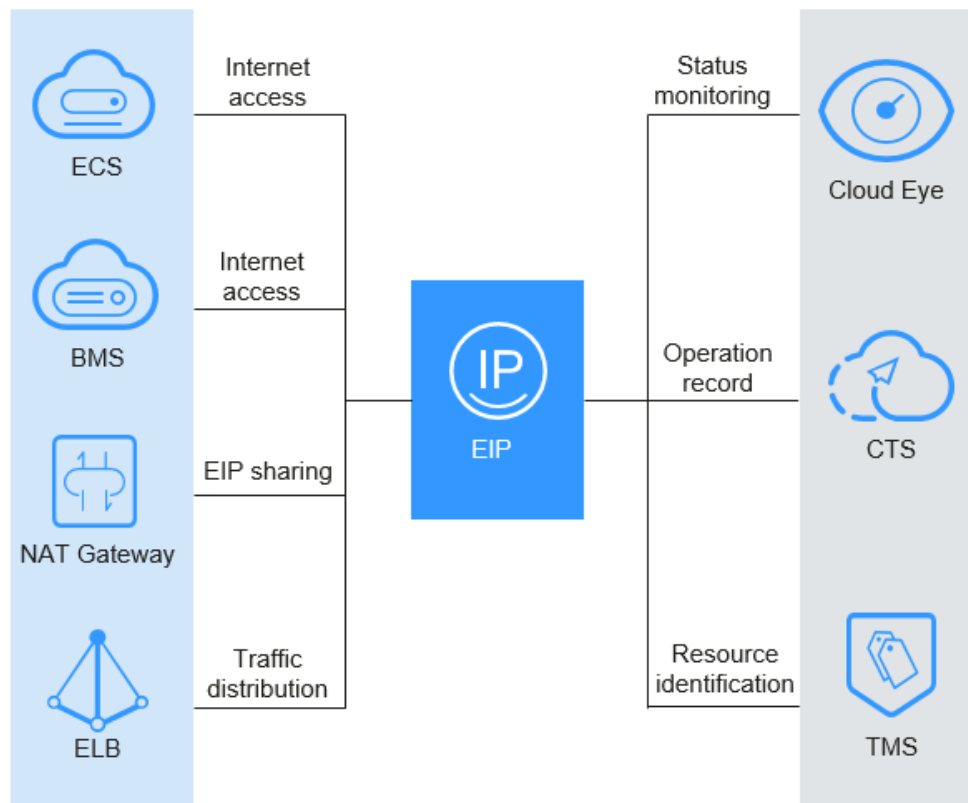 Internet
access
ECS
Internet
access
BMS
EIP sharing
NAT Gateway
Traffic
distribution
ELB
IP
EIP
Status
monitoring
Cloud Eye
Operation
record
CTS
Resource
identification
TMS